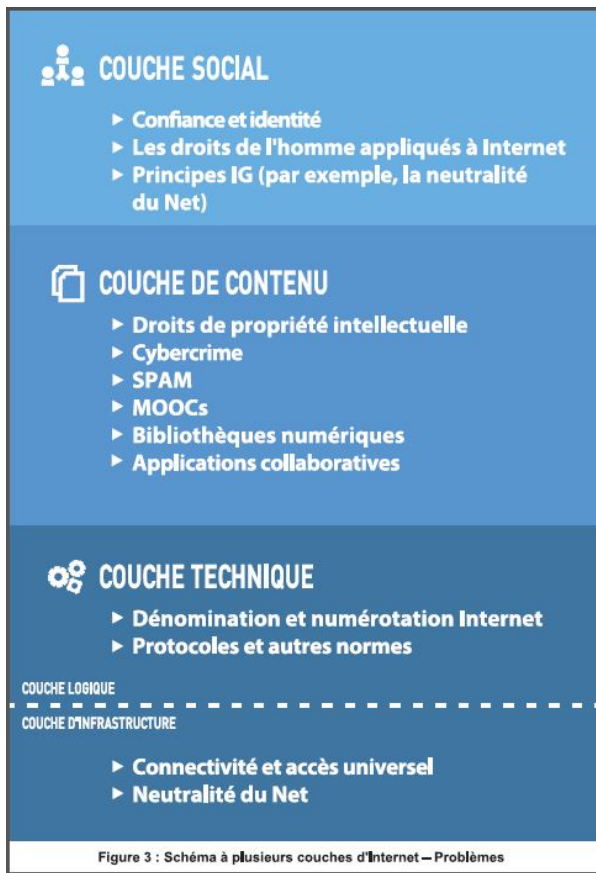 COUCHE SOCIAL
► Confiance et identité
► Les droits de l'homme appliqués à Internet
► Principes IG (par exemple, la neutralité
du Net)
COUCHE DE CONTENU
► Droits de propriété intellectuelle
► Cybercrime
► SPAM
► MOOCs
► Bibliothèques numériques
► Applications collaboratives
COUCHE TECHNIQUE
► Dénomination et numérotation Internet
► Protocoles et autres normes
COUCHE LOGIQUE
COUCHE D'INFRASTRUCTURE
► Connectivité et accès universel
► Neutralité du Net
Figure 3 : Schéma à plusieurs couches d'Internet – Problèmes